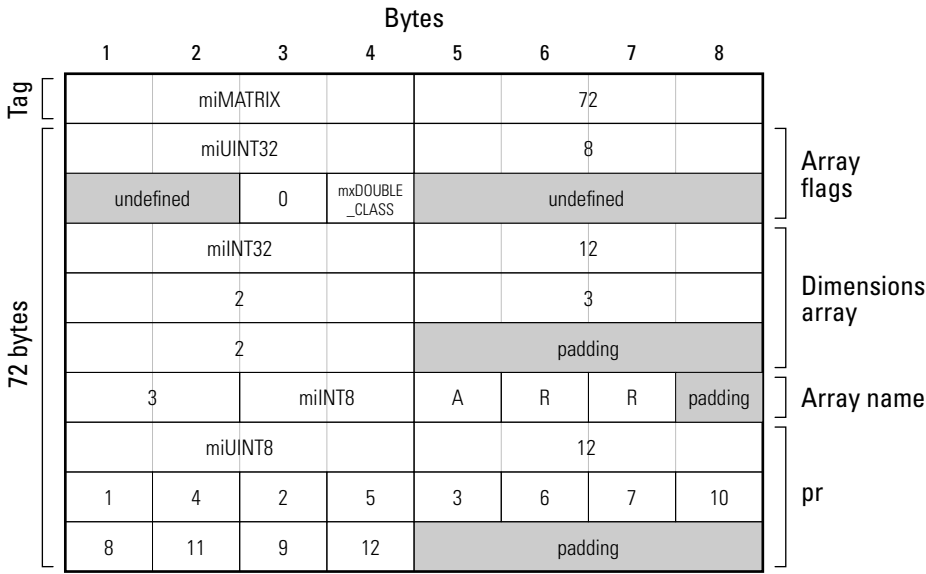 Bytes
1 2 3 4 5 6 7 8
Tag
miMATRIX 72
72 bytes
miUINT32 8
Array
flags
undefined 0 mxDOUBLE
_CLASS undefined
miINT32 12
Dimensions
array
2 3
2 padding
3 miINT8 A R R padding
Array name
miUINT8 12
pr
1 4 2 5 3 6 7 10
8 11 9 12 padding